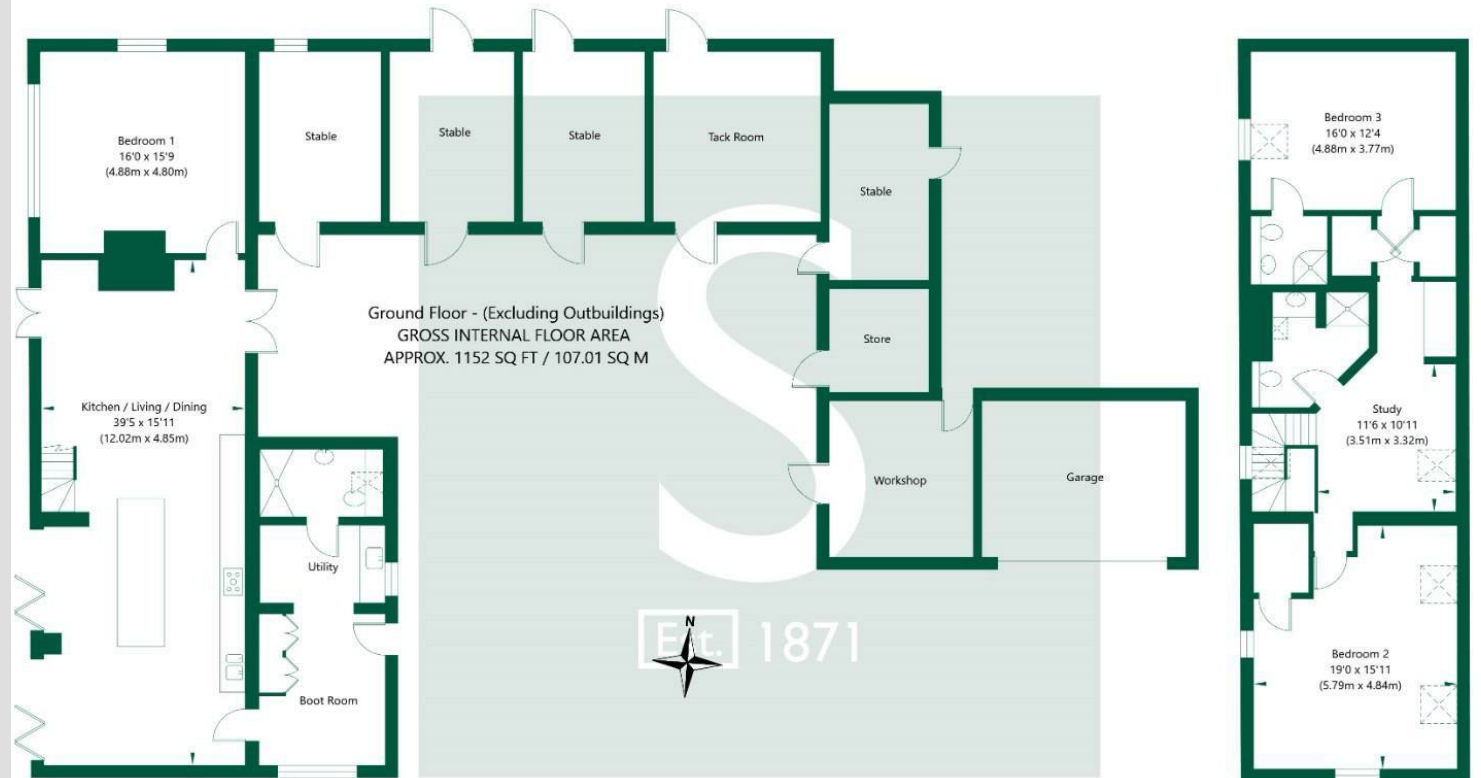 Bedroom 1
16'0 x 15'9
(4.88m x 4.80m)
Stable
Stable
Stable
Tack Room
Stable
Ground Floor - (Excluding Outbuildings)
GROSS INTERNAL FLOOR AREA
APPROX. 1152 SQ FT / 107.01 SQ M
Store
Kitchen / Living / Dining
39'5 x 15'11
(12.02m x 4.85m)
Workshop
Garage
Utility
Boot Room
S
Est. 1871
N
Bedroom 3
16'0 x 12'4
(4.88m x 3.77m)
Study
11'6 x 10'11
(3.51m x 3.32m)
Bedroom 2
19'0 x 15'11
(5.79m x 4.84m)